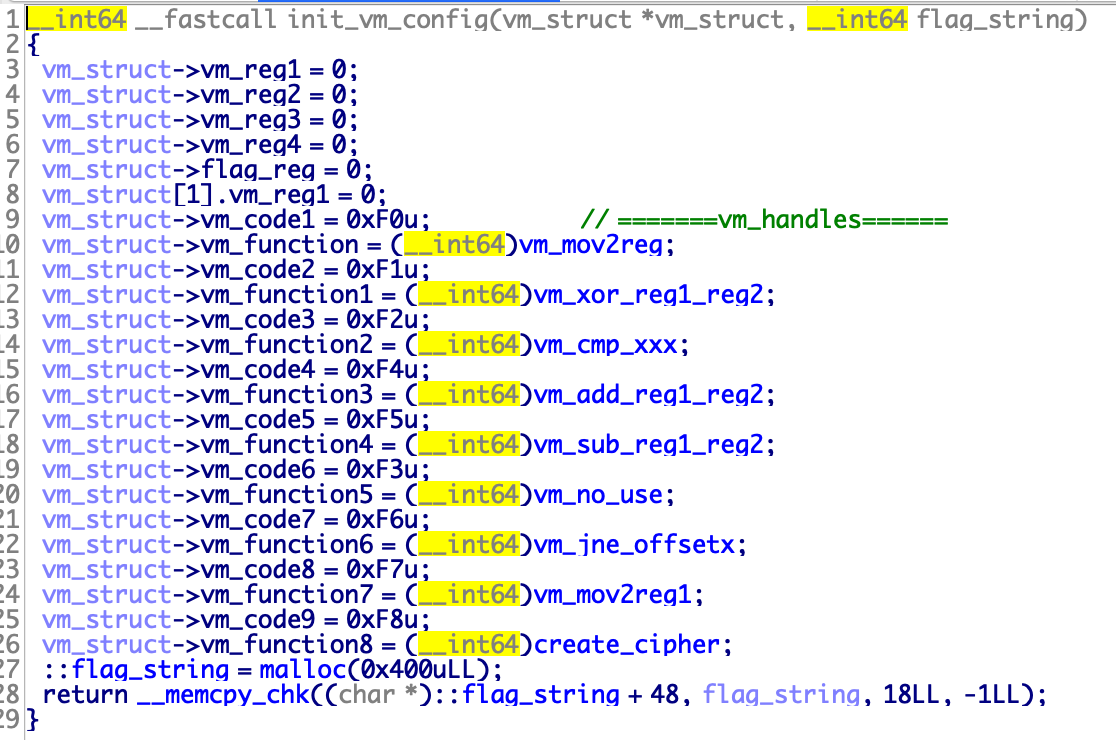 1 __int64 __fastcall init_vm_config(vm_struct *vm_struct, __int64 flag_string)
2 {
3 vm_struct->vm_reg1 = 0;
4 vm_struct->vm_reg2 = 0;
5 vm_struct->vm_reg3 = 0;
6 vm_struct->vm_reg4 = 0;
7 vm_struct->flag_reg = 0;
8 vm_struct[1].vm_reg1 = 0;
9 vm_struct->vm_code1 = 0xF0u; // =======vm_handles======
10 vm_struct->vm_function = (__int64)vm_mov2reg;
11 vm_struct->vm_code2 = 0xF1u;
12 vm_struct->vm_function1 = (__int64)vm_xor_reg1_reg2;
13 vm_struct->vm_code3 = 0xF2u;
14 vm_struct->vm_function2 = (__int64)vm_cmp_xxx;
15 vm_struct->vm_code4 = 0xF4u;
16 vm_struct->vm_function3 = (__int64)vm_add_reg1_reg2;
17 vm_struct->vm_code5 = 0xF5u;
18 vm_struct->vm_function4 = (__int64)vm_sub_reg1_reg2;
19 vm_struct->vm_code6 = 0xF3u;
20 vm_struct->vm_function5 = (__int64)vm_no_use;
21 vm_struct->vm_code7 = 0xF6u;
22 vm_struct->vm_function6 = (__int64)vm_jne_offsetx;
23 vm_struct->vm_code8 = 0xF7u;
24 vm_struct->vm_function7 = (__int64)vm_mov2reg1;
25 vm_struct->vm_code9 = 0xF8u;
26 vm_struct->vm_function8 = (__int64)create_cipher;
27 ::flag_string = malloc(0x400uLL);
28 return __memcpy_chk((char *)::flag_string + 48, flag_string, 18LL, -1LL);
29 }